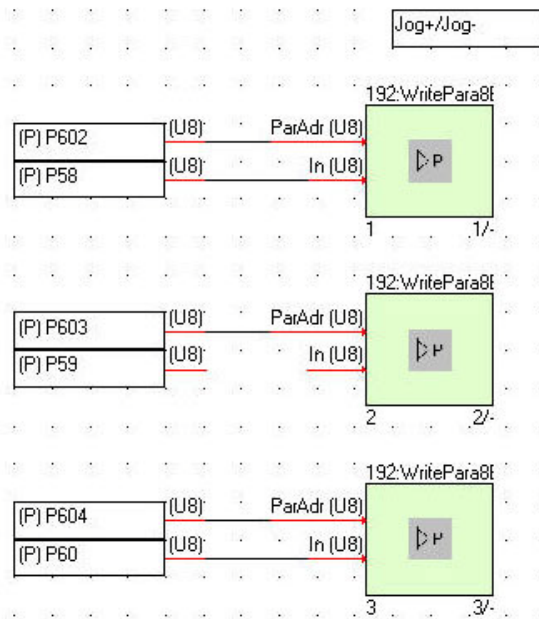 Jog+/Jog-
192:WritePara8
(P) P602 (U8) ParAdr (U8)
(P) P58 (U8) In (U8)
P
1 1/-
192:WritePara8
(P) P603 (U8) ParAdr (U8)
(P) P59 (U8) In (U8)
P
2 2/-
192:WritePara8
(P) P604 (U8) ParAdr (U8)
(P) P60 (U8) In (U8)
P
3 3/-